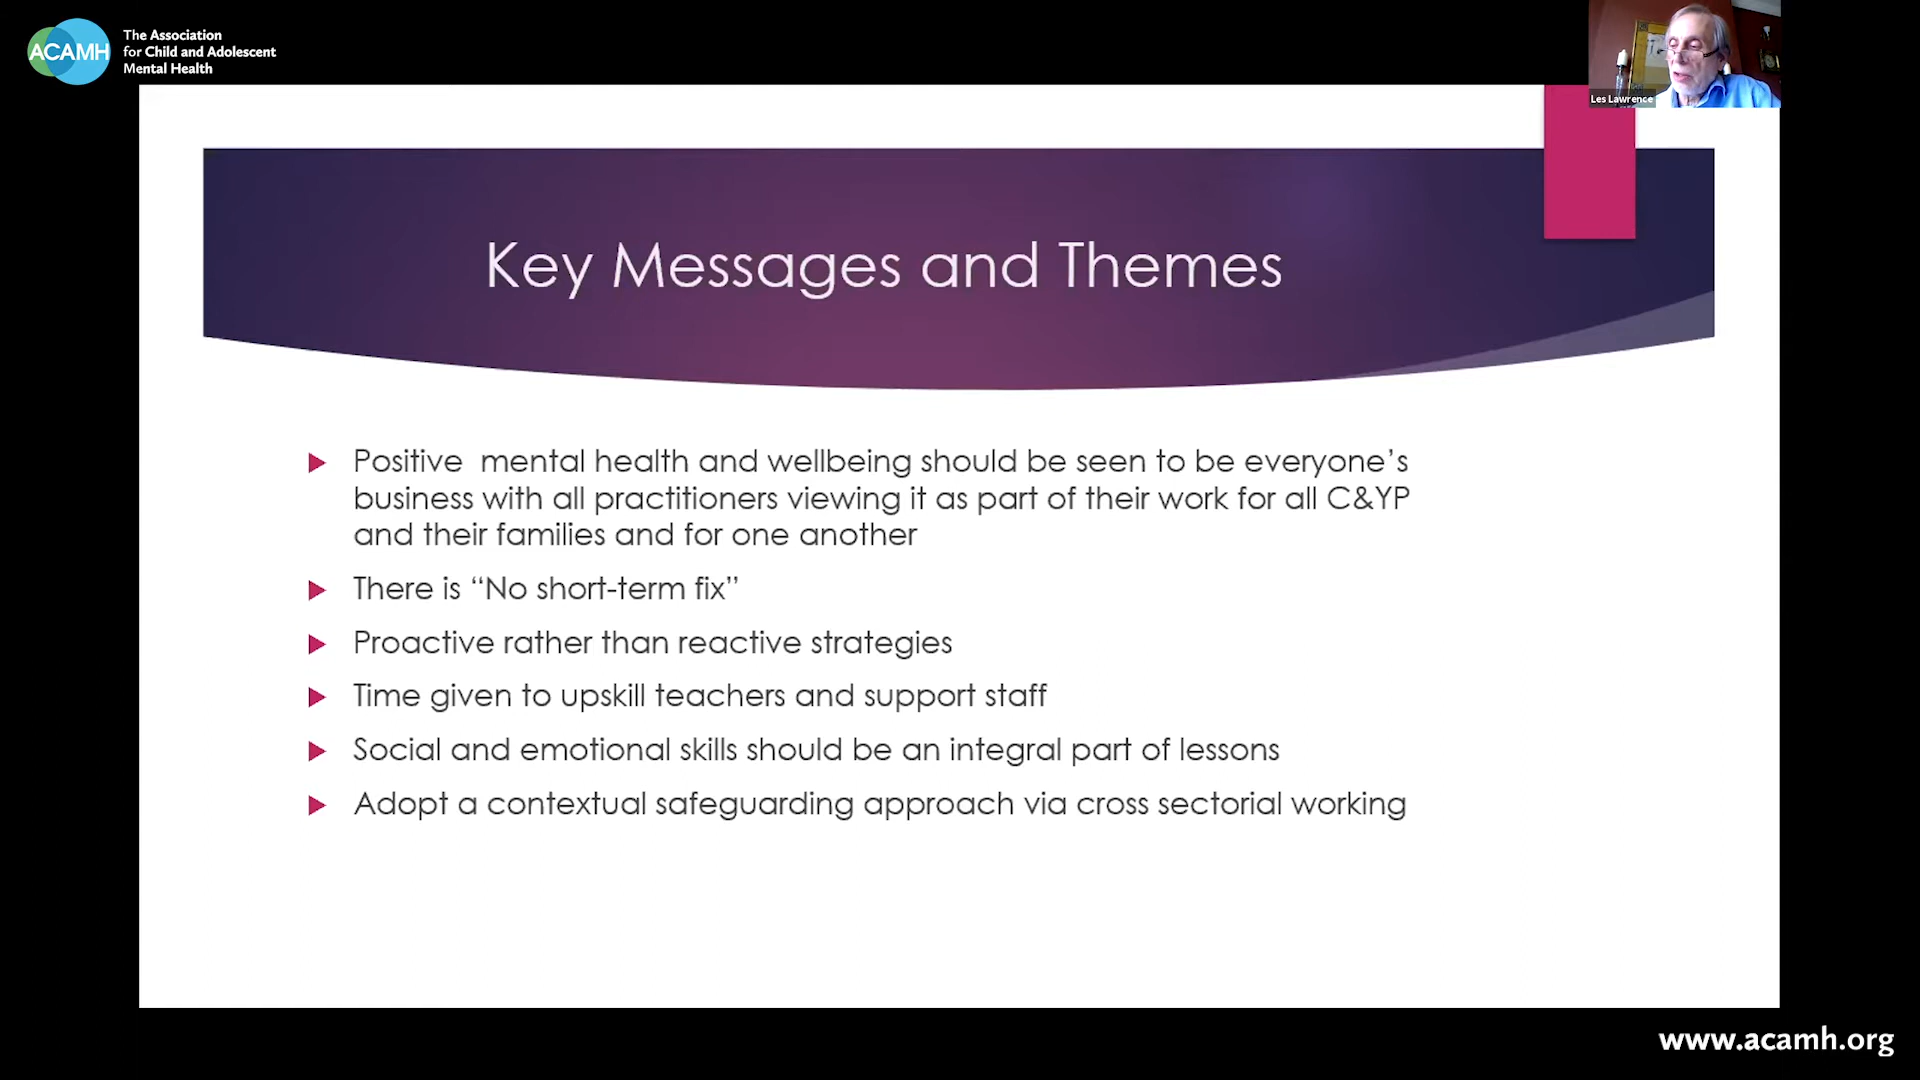 ACAMH
The Association
for Child and Adolescent
Mental Health
Les Lawrence
Key Messages and Themes
Positive  mental health and wellbeing should be seen to be everyone’s
business with all practitioners viewing it as part of their work for all C&YP
and their families and for one another
There is “No short-term fix”
Proactive rather than reactive strategies
Time given to upskill teachers and support staff
Social and emotional skills should be an integral part of lessons
Adopt a contextual safeguarding approach via cross sectorial working
www.acamh.org